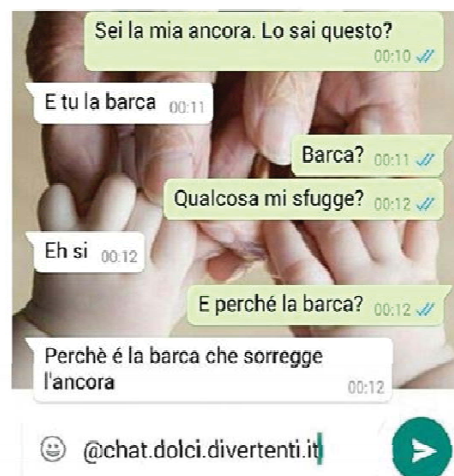 Sei la mia ancora. Lo sai questo?
00:10
E tu la barca 00:11
Barca? 00:11
Qualcosa mi sfugge? 00:12
Eh si 00:12
E perché la barca? 00:12
Perchè é la barca che sorregge
l'ancora
00:12
@chat.dolci.divertenti.it